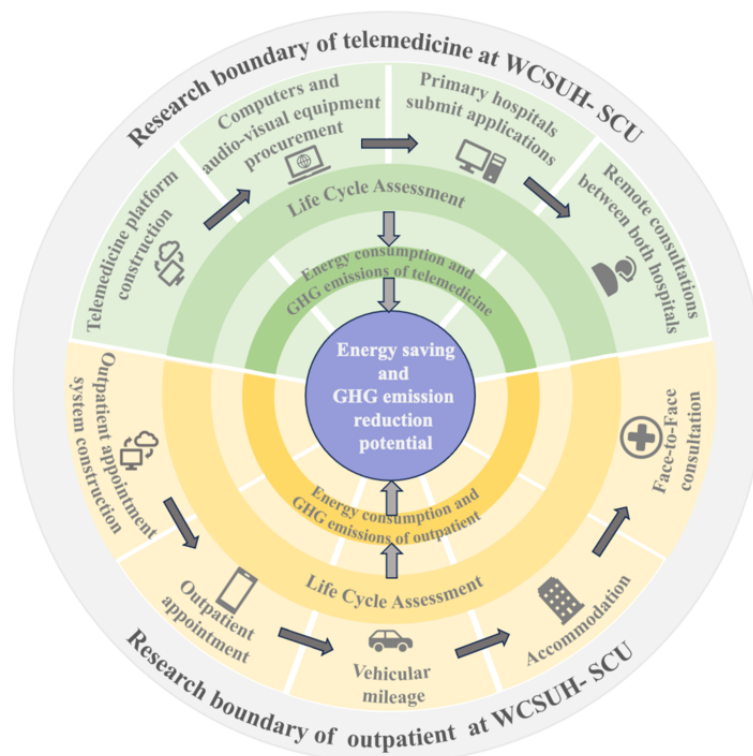 Research boundary of telemedicine at WCSUH- SCU
Telemedicine platform
construction
Computers and
audio-visual equipment
procurement
Primary hospitals
submit applications
Remote consultations
between both hospitals
Life Cycle Assessment
Energy consumption and
GHG emissions of telemedicine
Energy saving
and
GHG emission
reduction
potential
Energy consumption and
GHG emissions of outpatient
Life Cycle Assessment
Outpatient appointment
system construction
Outpatient
appointment
Vehicular
mileage
Accommodation
Face-to-Face
consultation
Research boundary of outpatient at WCSUH- SCU